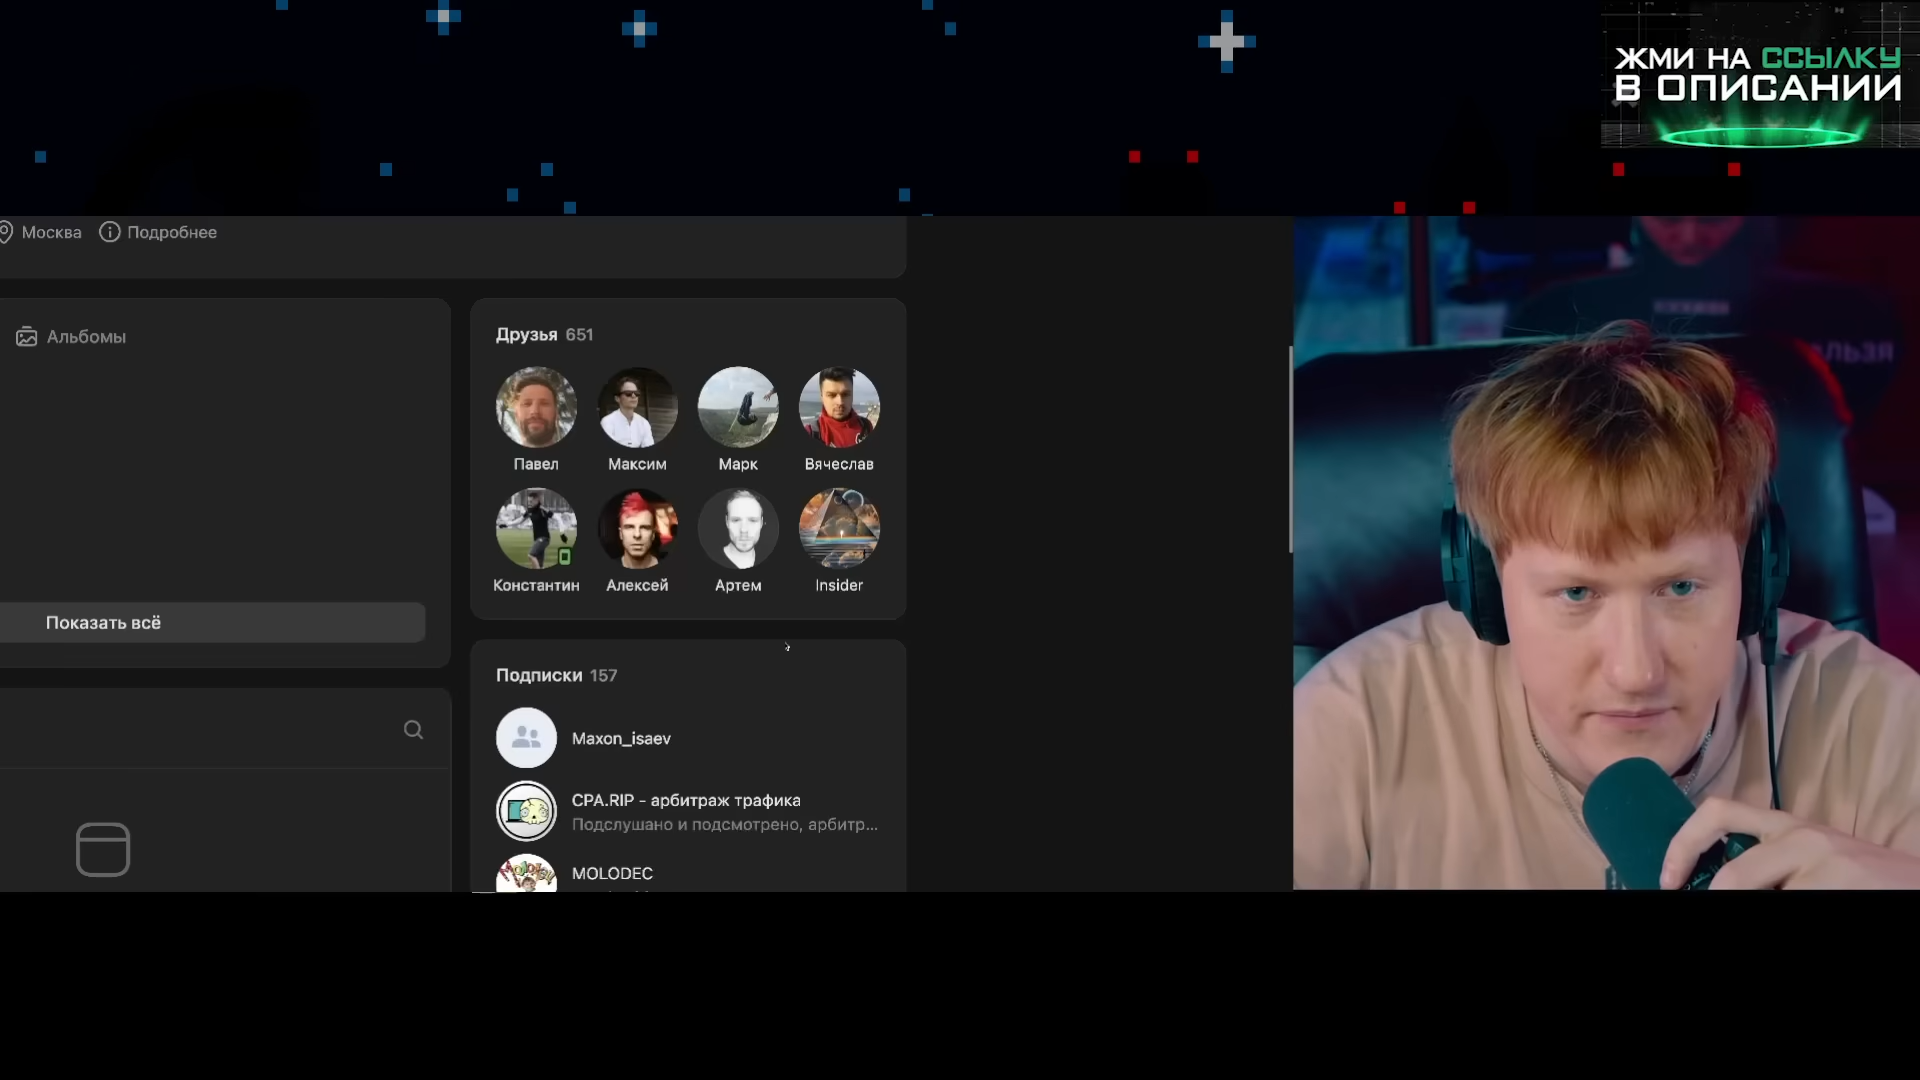 ЖМИ НА ССЫЛКУ
В ОПИСАНИИ
Москва
Подробнее
Альбомы
Друзья 651
Павел
Максим
Марк
Вячеслав
Константин
Алексей
Артем
Insider
Показать всё
Подписки 157
Maxon_isaev
CPA.RIP - арбитраж трафика
Подслушано и подсмотрено, арбитр...
MOLODEC